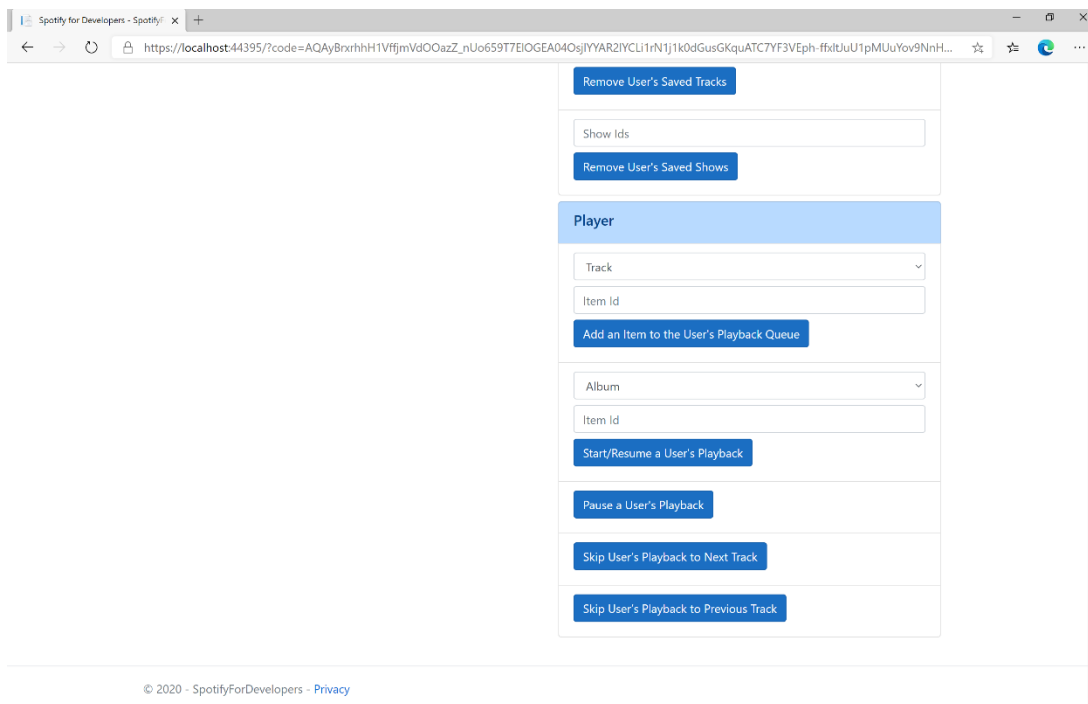 Spotify for Developers - Spotify
https://localhost:44395/?code=
Remove User's Saved Tracks
Show Ids
Remove User's Saved Shows
Player
Track
Item Id
Add an Item to the User's Playback Queue
Album
Item Id
Start/Resume a User's Playback
Pause a User's Playback
Skip User's Playback to Next Track
Skip User's Playback to Previous Track
© 2020 - SpotifyForDevelopers - Privacy